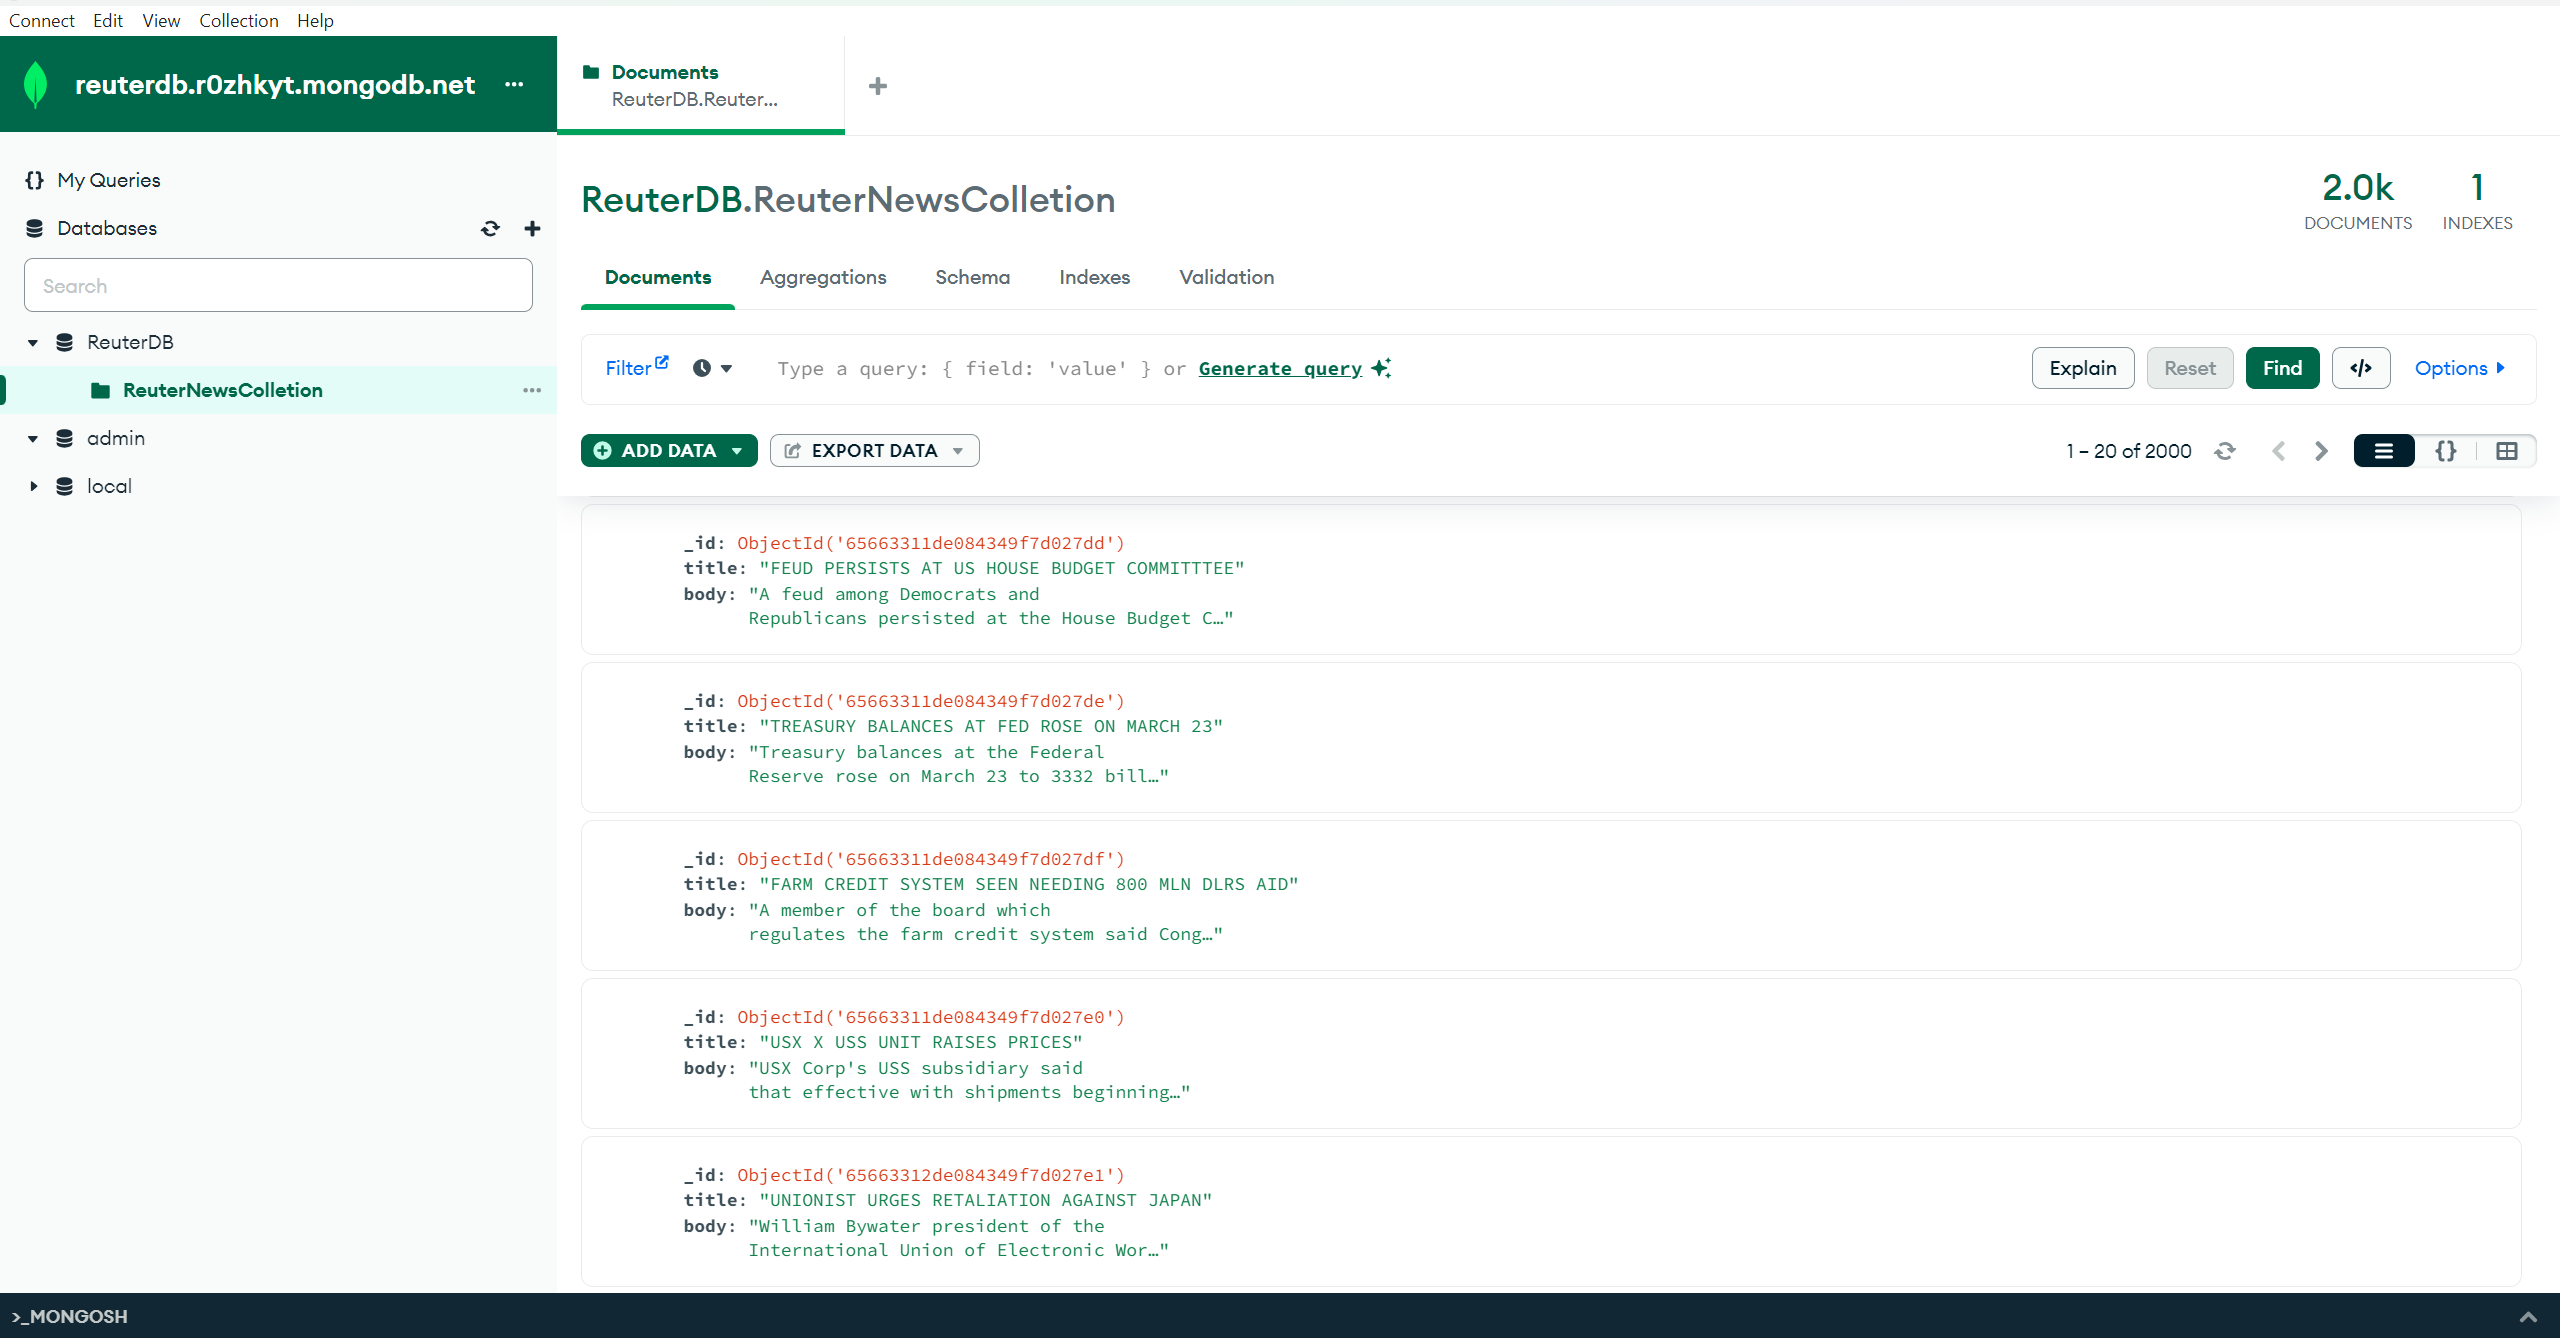 Connect Edit View Collection Help
reuterdb.r0zhkyt.mongodb.net ...
Documents
ReuterDB.Reuter...
{} My Queries
Databases
Search
ReuterDB
ReuterNewsColletion ...
admin
local
ReuterDB.ReuterNewsColletion
2.0k
DOCUMENTS
1
INDEXES
Documents Aggregations Schema Indexes Validation
Filter Type a query: { field: 'value' } or Generate query Explain Reset Find </> Options
ADD DATA EXPORT DATA 1 – 20 of 2000 {}
_id: ObjectId('65663311de084349f7d027dd')
title: "FEUD PERSISTS AT US HOUSE BUDGET COMMITTTEE"
body: "A feud among Democrats and
Republicans persisted at the House Budget C…"
_id: ObjectId('65663311de084349f7d027de')
title: "TREASURY BALANCES AT FED ROSE ON MARCH 23"
body: "Treasury balances at the Federal
Reserve rose on March 23 to 3332 bill…"
_id: ObjectId('65663311de084349f7d027df')
title: "FARM CREDIT SYSTEM SEEN NEEDING 800 MLN DLRS AID"
body: "A member of the board which
regulates the farm credit system said Cong…"
_id: ObjectId('65663311de084349f7d027e0')
title: "USX X USS UNIT RAISES PRICES"
body: "USX Corp's USS subsidiary said
that effective with shipments beginning…"
_id: ObjectId('65663312de084349f7d027e1')
title: "UNIONIST URGES RETALIATION AGAINST JAPAN"
body: "William Bywater president of the
International Union of Electronic Wor…"
>_MONGOSH